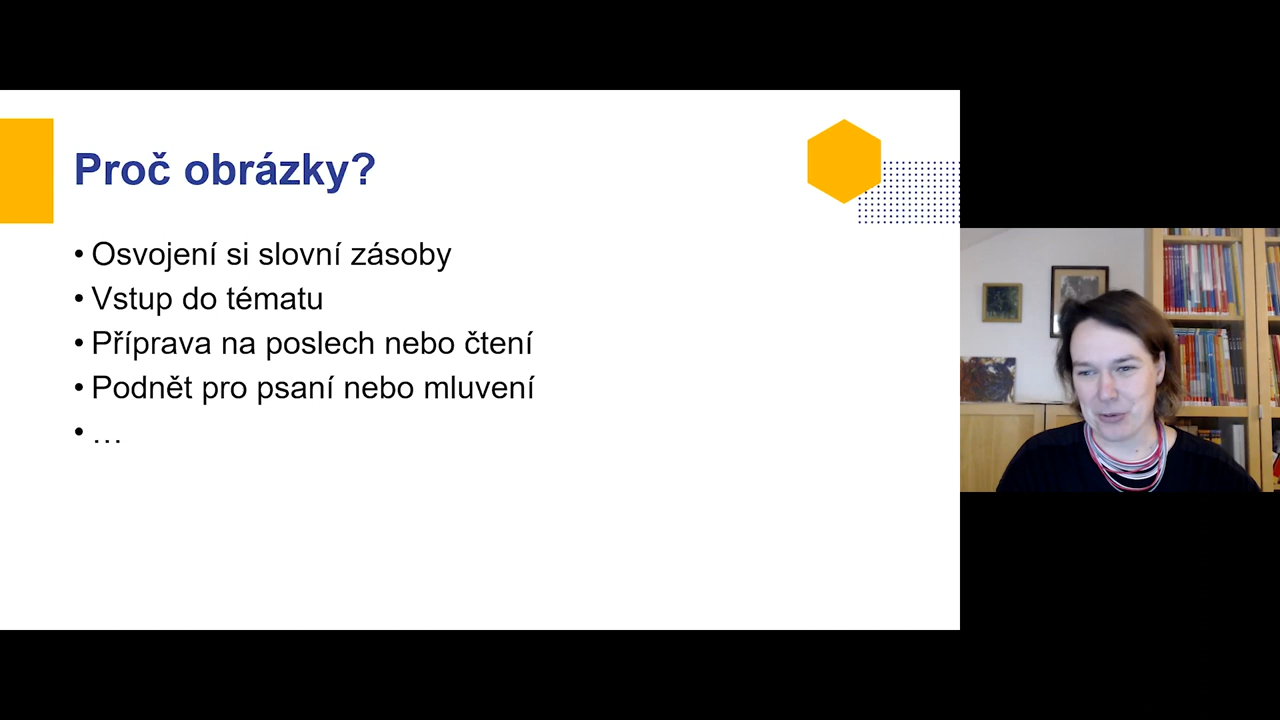 Proč obrázky?
• Osvojení si slovní zásoby
• Vstup do tématu
• Příprava na poslech nebo čtení
• Podnět pro psaní nebo mluvení
• …